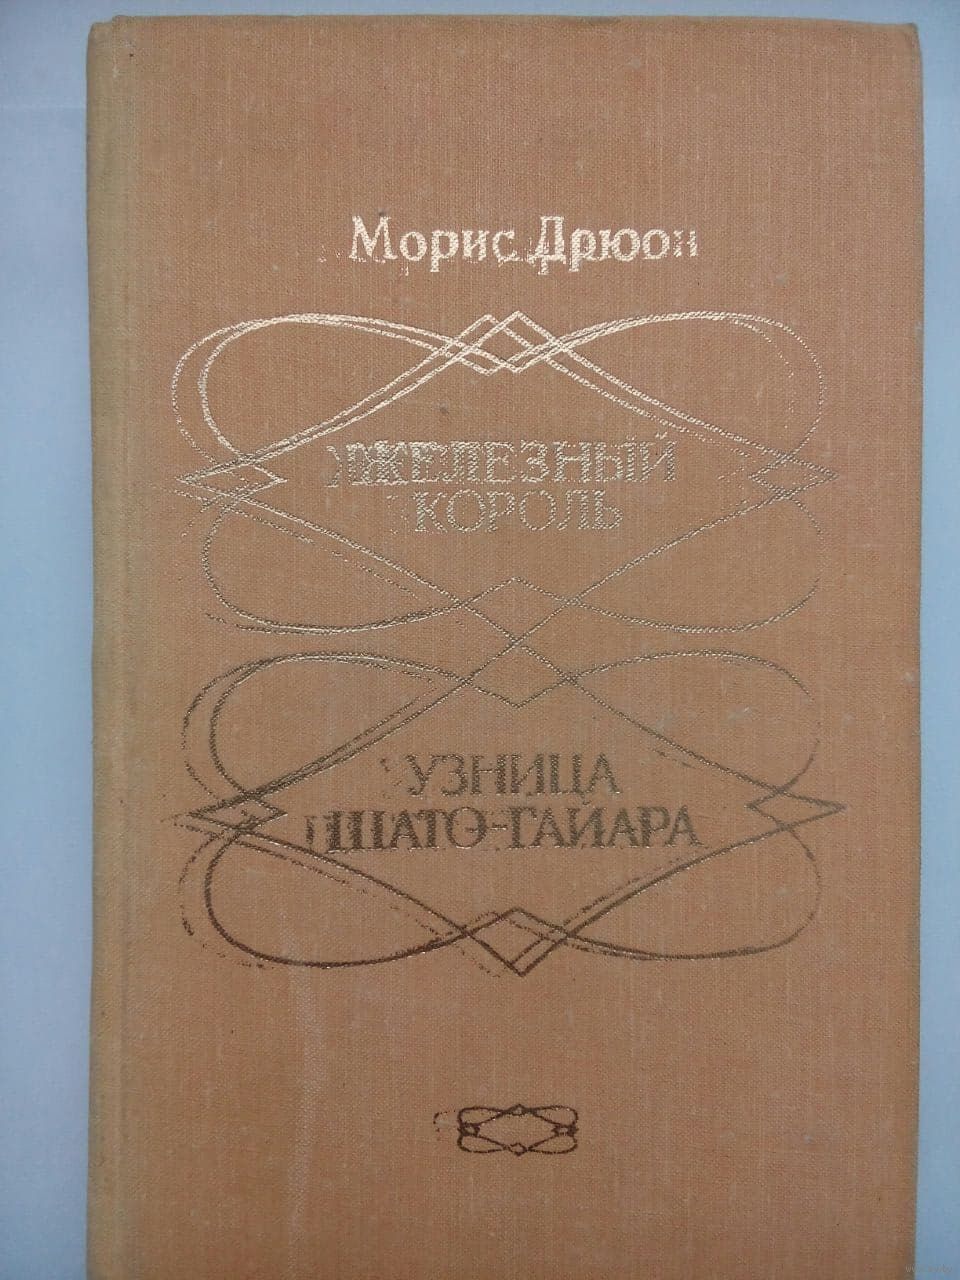 Морис Дрюон
ЖЕЛЕЗНЫЙ
КОРОЛЬ
УЗНИЦА
ШАТО-ГАЙАРА